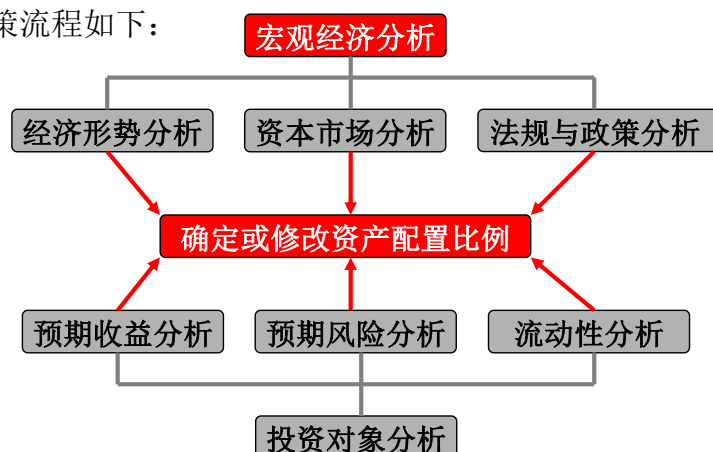 策流程如下：
宏观经济分析
经济形势分析
资本市场分析
法规与政策分析
确定或修改资产配置比例
预期收益分析
预期风险分析
流动性分析
投资对象分析